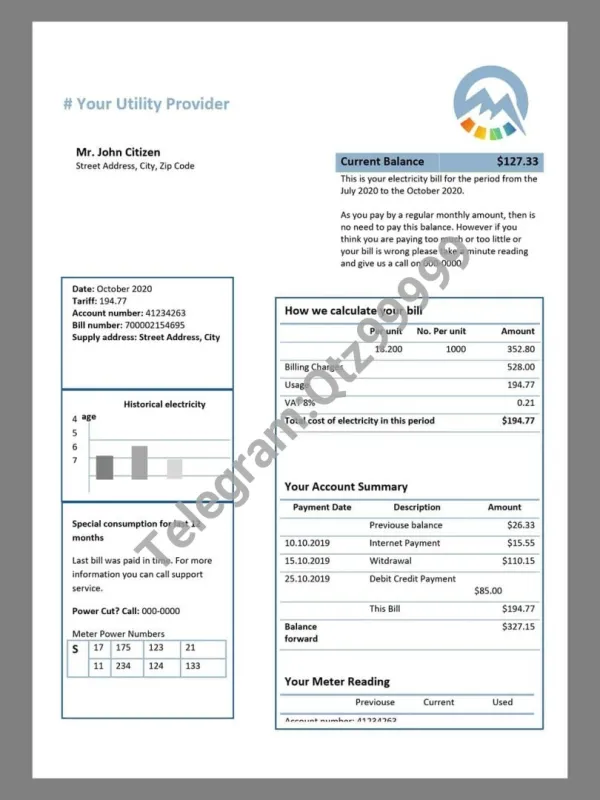 # Your Utility Provider
Mr. John Citizen
Street Address, City, Zip Code
Current Balance $127.33
This is your electricity bill for the period from the
July 2020 to the October 2020.
As you pay by a regular monthly amount, then is
no need to pay this balance. However if you
think you are paying too much or too little or
your bill is wrong please take a minute reading
and give us a call on 000-0000
Date: October 2020
Tariff: 194.77
Account number: 41234263
Bill number: 700002154695
Supply address: Street Address, City
Historical electricity
age
4
5
6
7
Special consumption for last 12
months
Last bill was paid in time. For more
information you can call support
service.
Power Cut? Call: 000-0000
Meter Power Numbers
S 17 175 123 21
11 234 124 133
How we calculate your bill
Per unit No. Per unit Amount
18.200 1000 352.80
Billing Charges 528.00
Usage 194.77
VAT 8% 0.21
Total cost of electricity in this period $194.77
Your Account Summary
Payment Date Description Amount
Previouse balance $26.33
10.10.2019 Internet Payment $15.55
15.10.2019 Witdrawal $110.15
25.10.2019 Debit Credit Payment
$85.00
This Bill $194.77
Balance $327.15
forward
Your Meter Reading
Previouse Current Used
Account number: 41234263
Telegram:Qtz99999